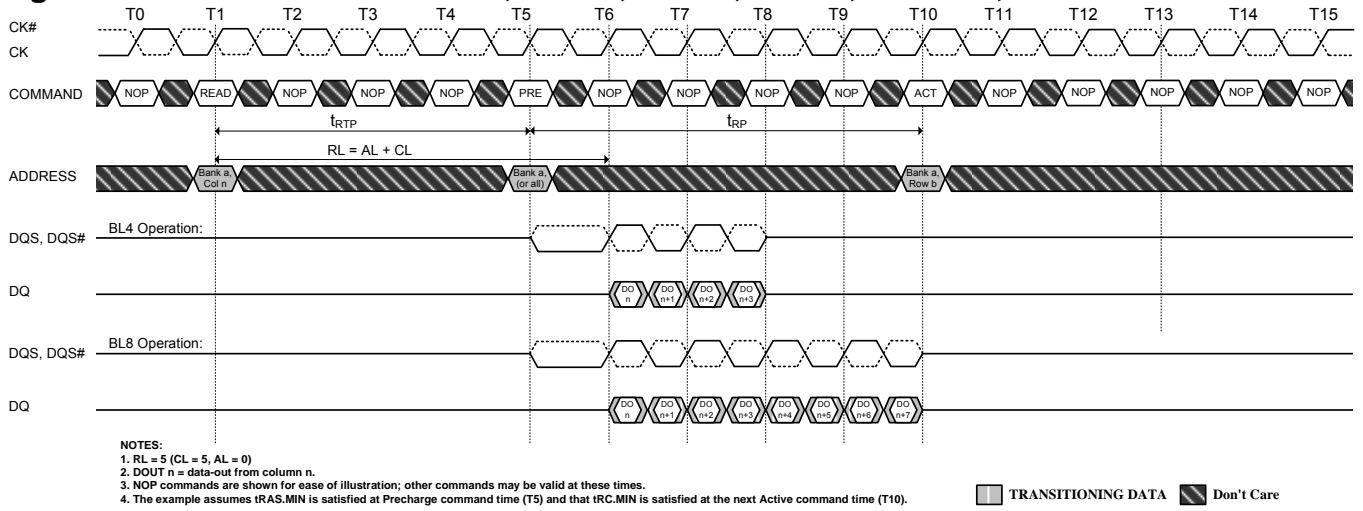 T0 T1 T2 T3 T4 T5 T6 T7 T8 T9 T10 T11 T12 T13 T14 T15
CK#
CK
COMMAND NOP READ NOP NOP NOP PRE NOP NOP NOP NOP ACT NOP NOP NOP NOP NOP
tRTP tRP
RL = AL + CL
ADDRESS Bank a, Col n Bank a, (or all) Bank a, Row b
BL4 Operation:
DQS, DQS#
DQ DO n DO n+1 DO n+2 DO n+3
BL8 Operation:
DQS, DQS#
DQ DO n DO n+1 DO n+2 DO n+3 DO n+4 DO n+5 DO n+6 DO n+7
NOTES:
1. RL = 5 (CL = 5, AL = 0)
2. DOUT n = data-out from column n.
3. NOP commands are shown for ease of illustration; other commands may be valid at these times.
4. The example assumes tRAS.MIN is satisfied at Precharge command time (T5) and that tRC.MIN is satisfied at the next Active command time (T10).
TRANSITIONING DATA Don't Care